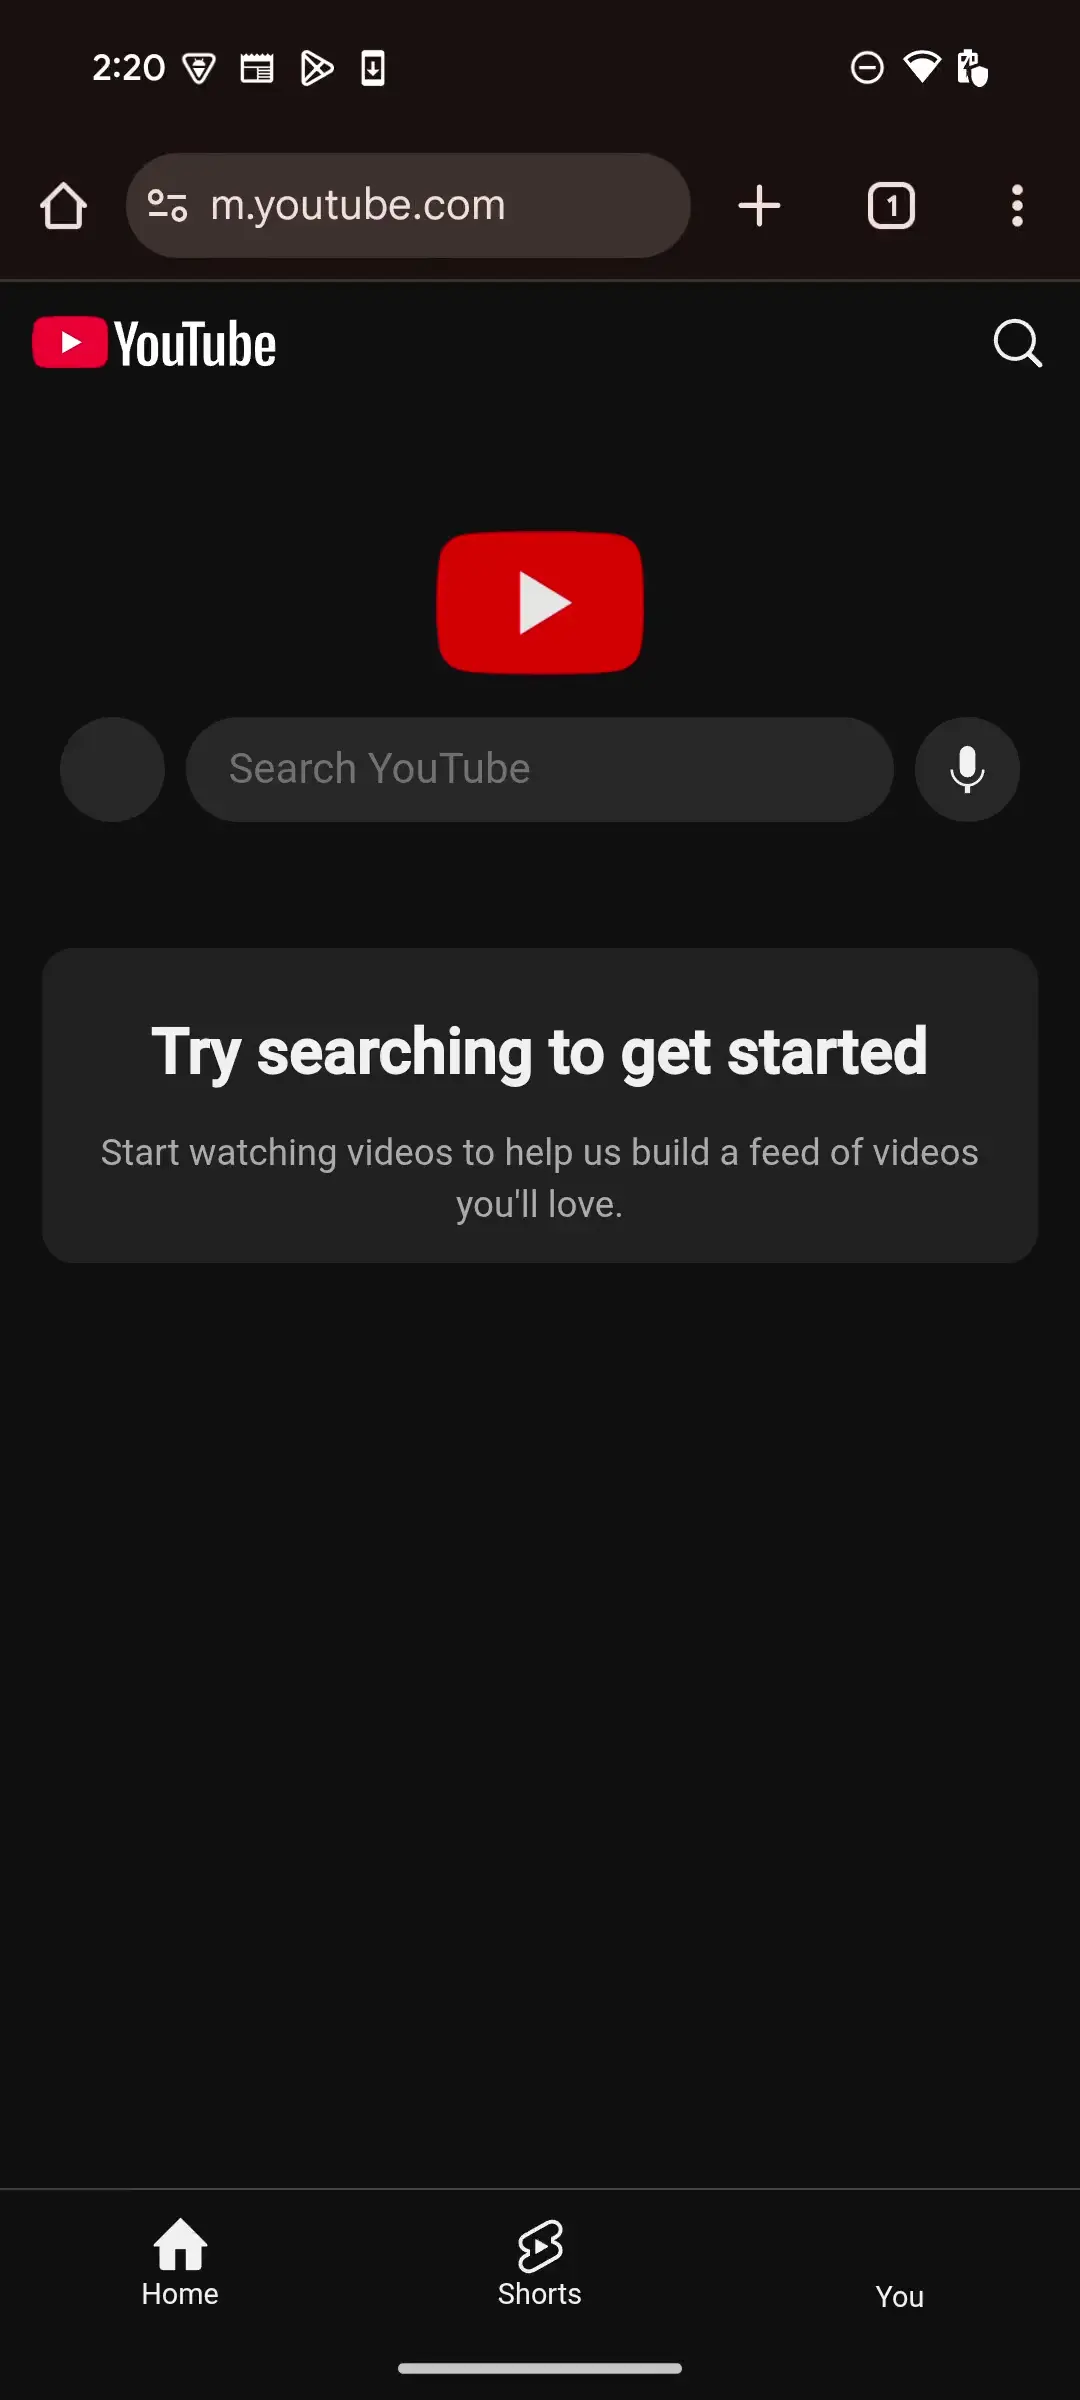 2:20
m.youtube.com
1
YouTube
Search YouTube
Try searching to get started
Start watching videos to help us build a feed of videos
you'll love.
Home
Shorts
You